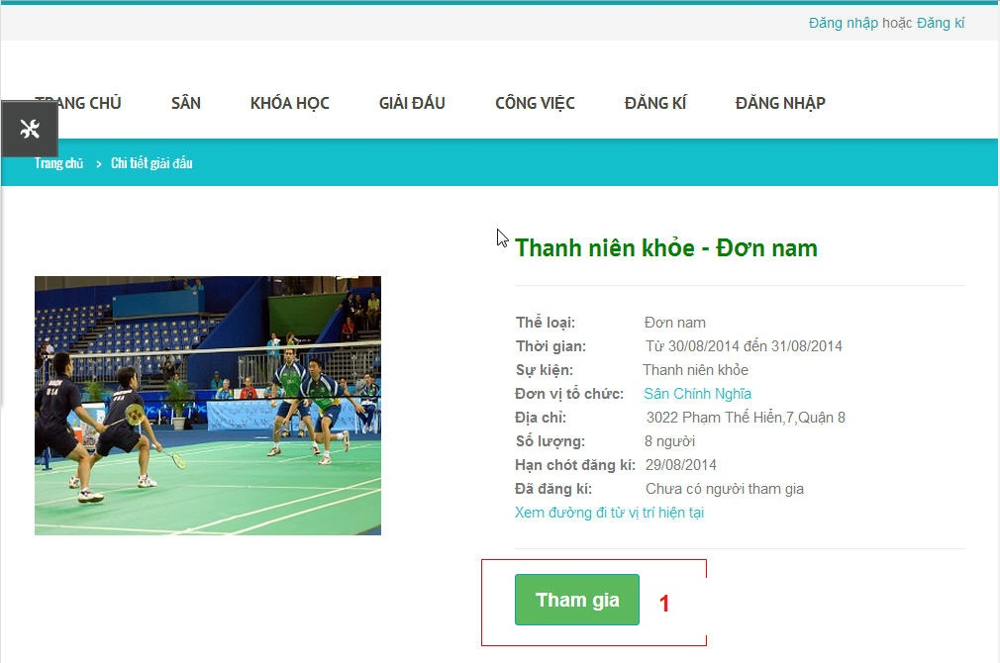 Đăng nhập hoặc Đăng kí
TRANG CHỦ SÂN KHÓA HỌC GIẢI ĐẤU CÔNG VIỆC ĐĂNG KÍ ĐĂNG NHẬP
Trang chủ > Chi tiết giải đấu
Thanh niên khỏe - Đơn nam
Thể loại: Đơn nam
Thời gian: Từ 30/08/2014 đến 31/08/2014
Sự kiện: Thanh niên khỏe
Đơn vị tổ chức: Sân Chính Nghĩa
Địa chỉ: 3022 Phạm Thế Hiển,7,Quận 8
Số lượng: 8 người
Hạn chót đăng kí: 29/08/2014
Đã đăng kí: Chưa có người tham gia
Xem đường đi từ vị trí hiện tại
Tham gia 1